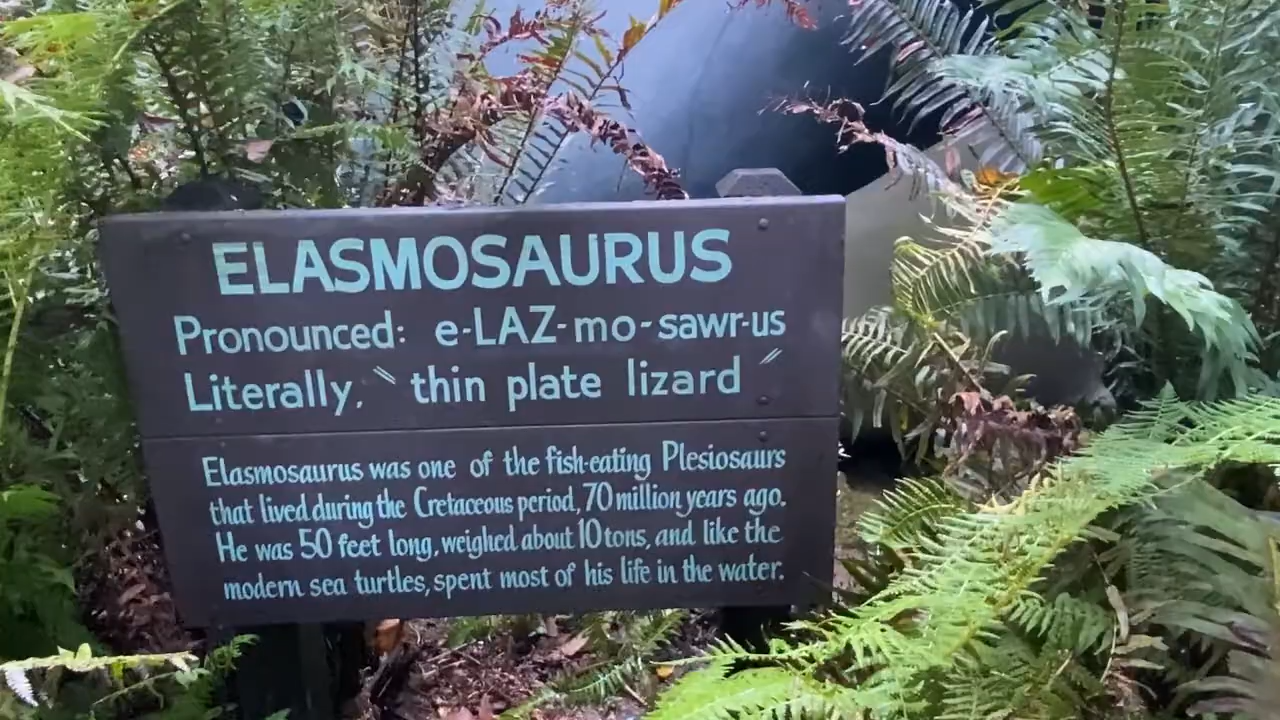 ELASMOSAURUS
Pronounced: e-LAZ-mo-sawr-us
Literally, "thin plate lizard"
Elasmosaurus was one of the fish-eating Plesiosaurs
that lived during the Cretaceous period, 70 million years ago.
He was 50 feet long, weighed about 10 tons, and like the
modern sea turtles, spent most of his life in the water.